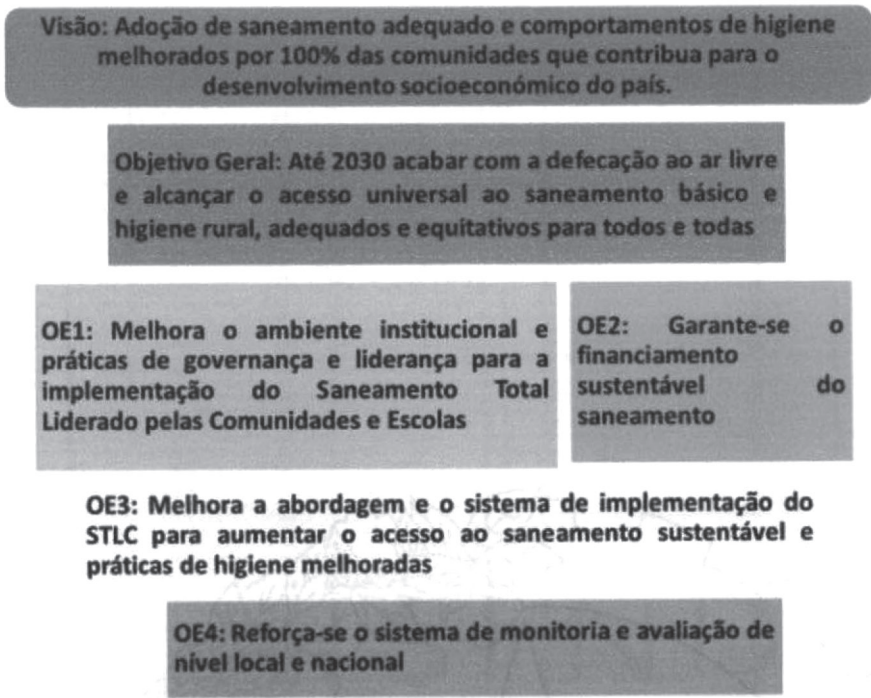 Visão: Adoção de saneamento adequado e comportamentos de higiene
melhorados por 100% das comunidades que contribua para o
desenvolvimento socioeconómico do país.
Objetivo Geral: Até 2030 acabar com a defecação ao ar livre
e alcançar o acesso universal ao saneamento básico e
higiene rural, adequados e equitativos para todos e todas
OE1: Melhora o ambiente institucional e
práticas de governança e liderança para a
implementação do Saneamento Total
Liderado pelas Comunidades e Escolas
OE2: Garante-se o
financiamento
sustentável do
saneamento
OE3: Melhora a abordagem e o sistema de implementação do
STLC para aumentar o acesso ao saneamento sustentável e
práticas de higiene melhoradas
OE4: Reforça-se o sistema de monitoria e avaliação de
nível local e nacional